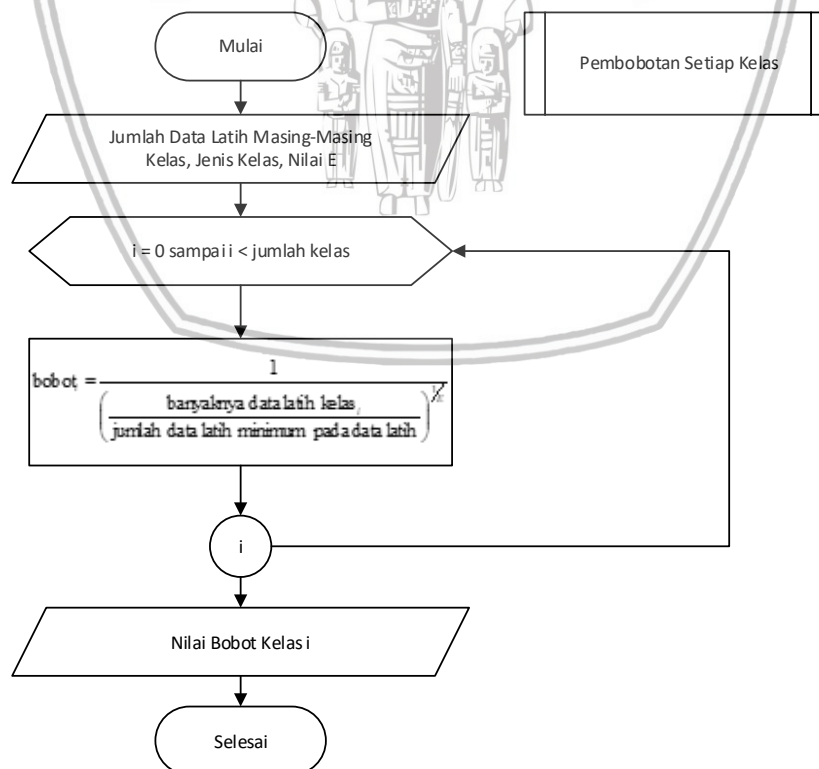 Mulai
Pembobotan Setiap Kelas
Jumlah Data Latih Masing-Masing
Kelas, Jenis Kelas, Nilai E
i = 0 sampai i < jumlah kelas
bobot =
1
banyaknya data latih kelas
jumlah data latih minimum pada data latih
i
Nilai Bobot Kelas i
Selesai